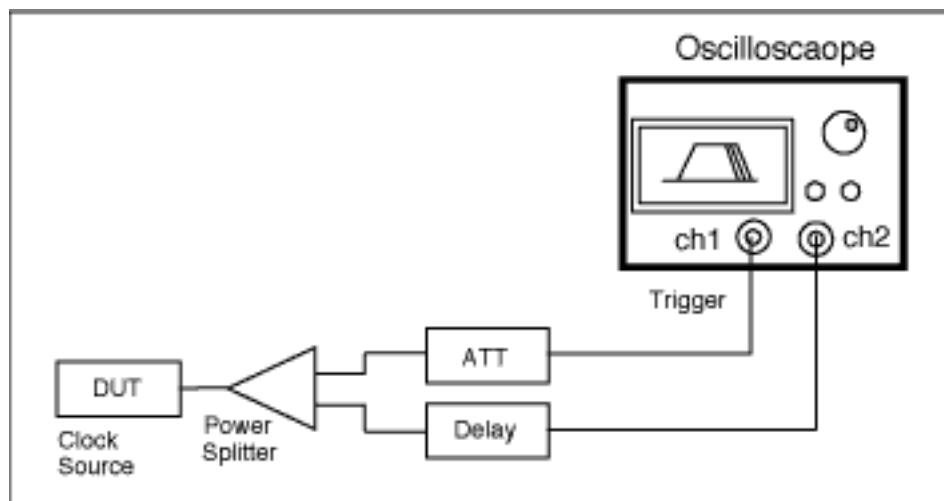 Oscilloscaope
ch1
ch2
Trigger
ATT
DUT
Delay
Power
Splitter
Clock
Source